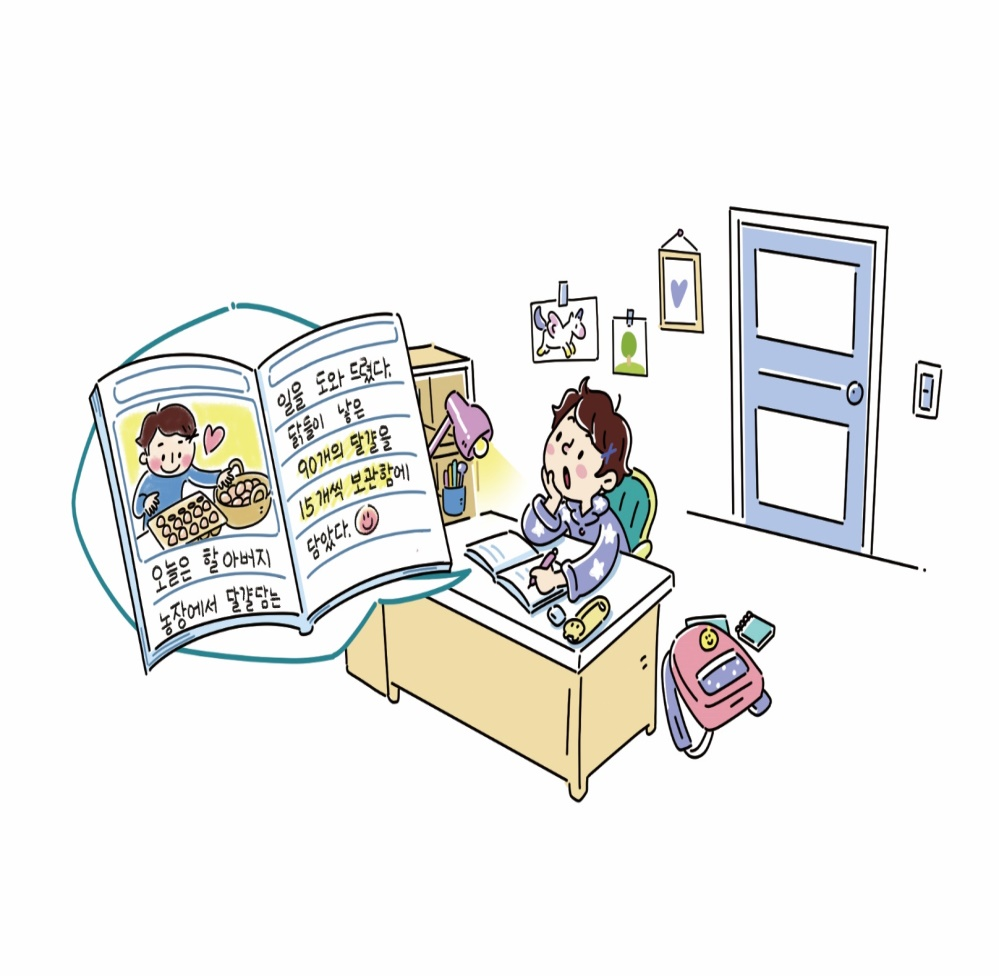 오늘은 할아버지
농장에서 달걀담는
일을 도와 드렸다.
닭들이 낳은
90개의 달걀을
15개씩 보관함에
담았다.